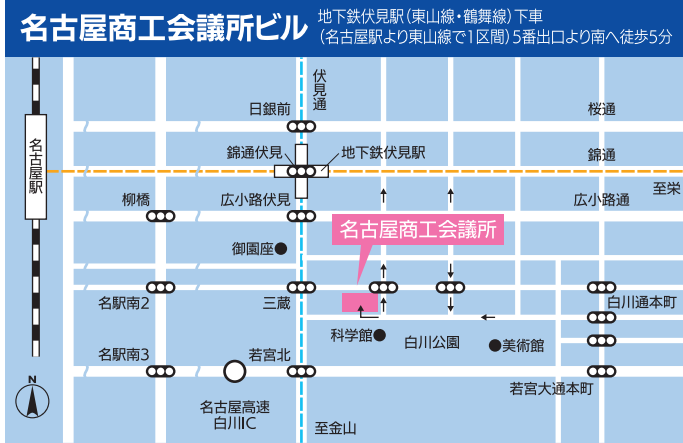 名古屋商工会議所ビル
地下鉄伏見駅(東山線・鶴舞線)下車
(名古屋駅より東山線で1区間)5番出口より南へ徒歩5分
伏見通
日銀前
桜通
名古屋駅
錦通伏見
地下鉄伏見駅
錦通
至栄
柳橋
広小路伏見
広小路通
名古屋商工会議所
御園座
名駅南2
三蔵
白川通本町
科学館
白川公園
美術館
名駅南3
若宮北
若宮大通本町
N
名古屋高速
白川IC
至金山